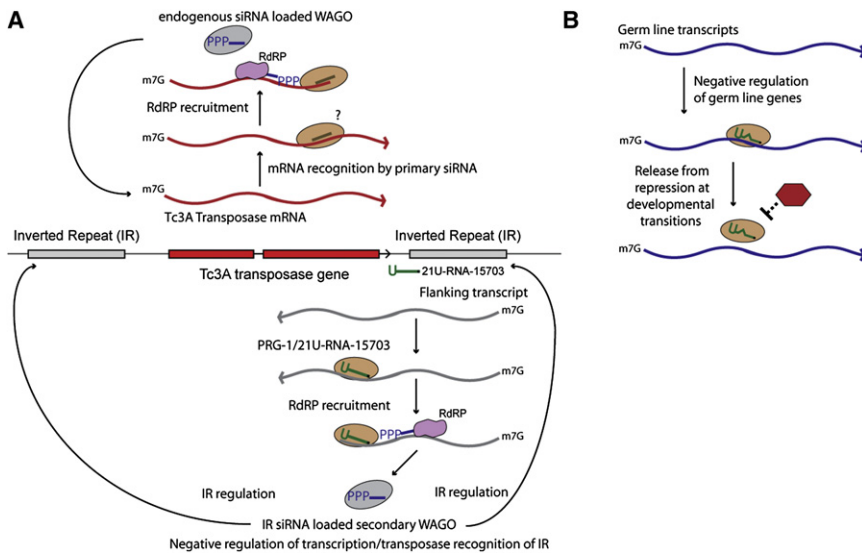 A
endogenous siRNA loaded WAGO
PPP
RdRP
m7G
PPP
RdRP recruitment
?
m7G
mRNA recognition by primary siRNA
m7G
Tc3A Transposase mRNA
Inverted Repeat (IR)
Inverted Repeat (IR)
Tc3A transposase gene
U
21U-RNA-15703
Flanking transcript
m7G
PRG-1/21U-RNA-15703
U
m7G
RdRP recruitment
RdRP
U
PPP
m7G
IR regulation
PPP
IR regulation
IR siRNA loaded secondary WAGO
Negative regulation of transcription/transposase recognition of IR
B
Germ line transcripts
m7G
Negative regulation
of germ line genes
m7G
U
Release from
repression at
developmental
transitions
U
m7G